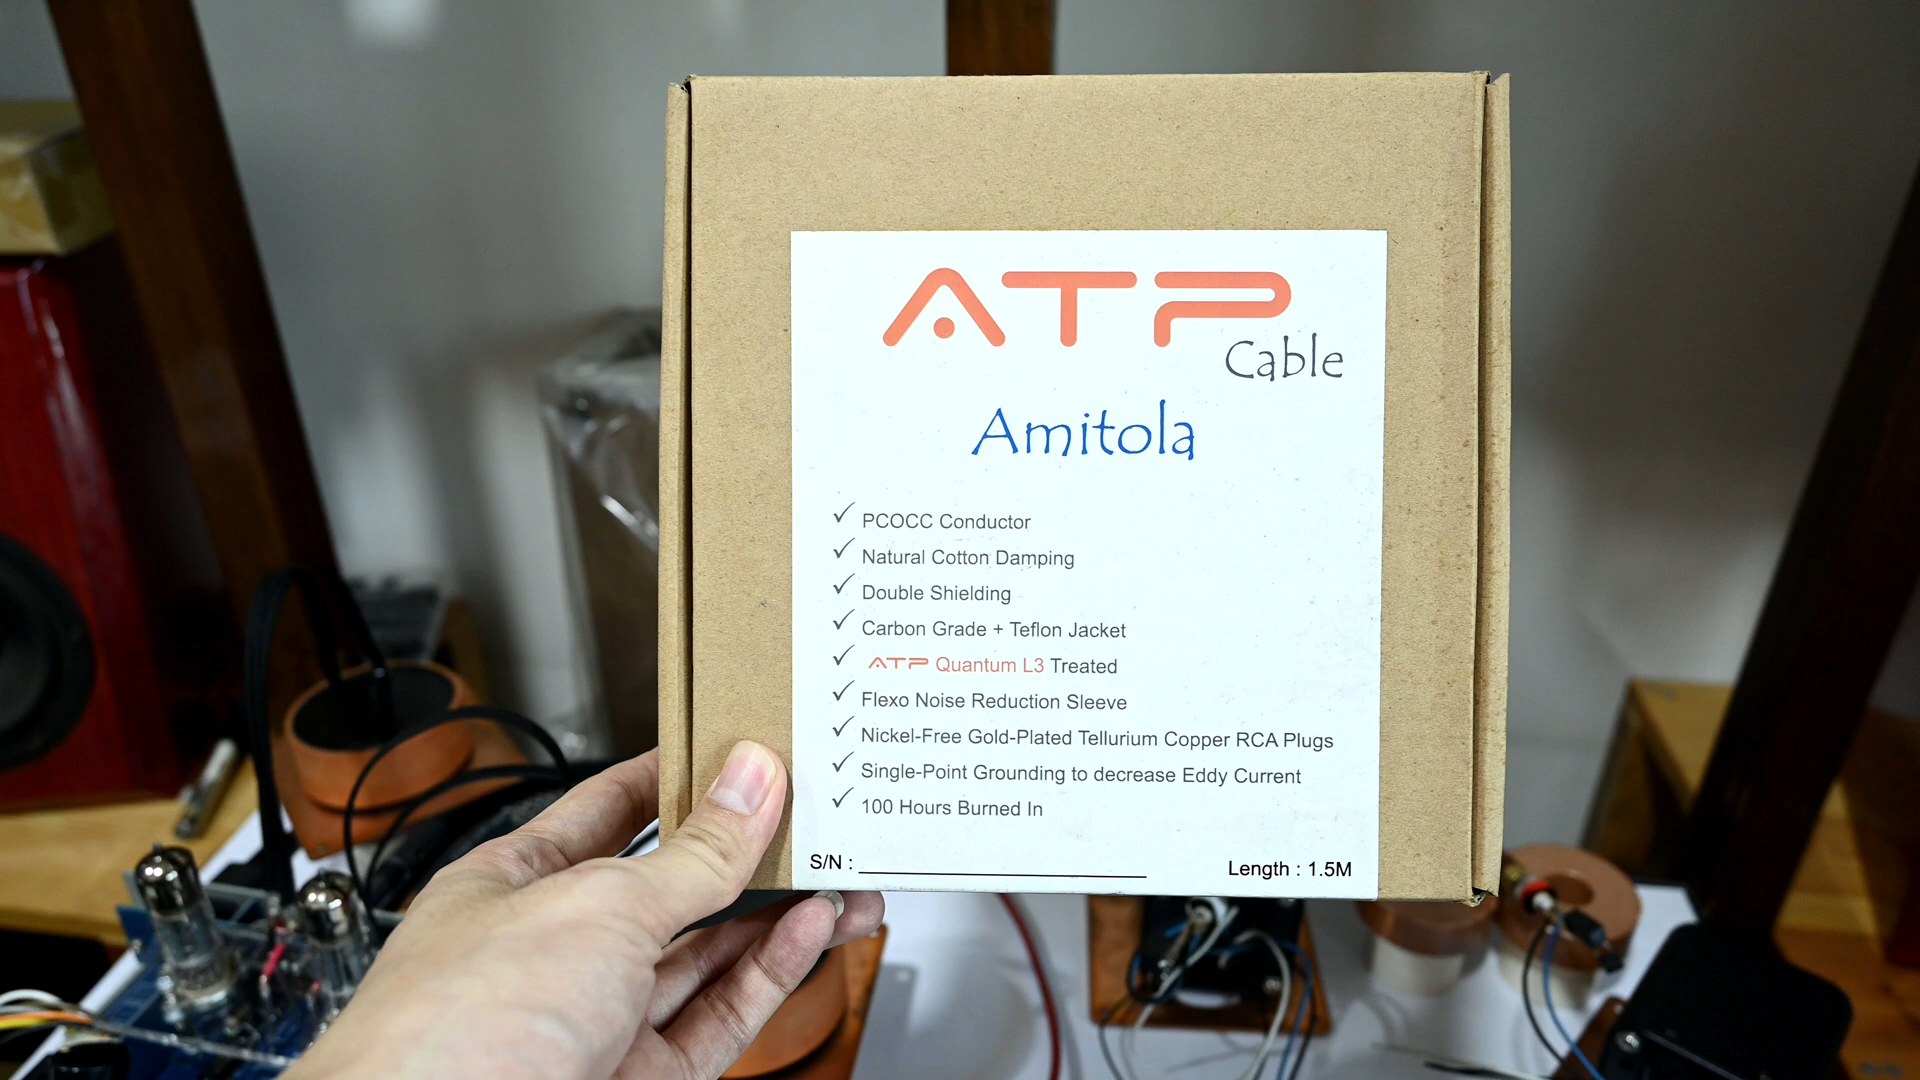 ATP
Cable
Amitola
✓ PCOCC Conductor
✓ Natural Cotton Damping
✓ Double Shielding
✓ Carbon Grade + Teflon Jacket
✓ ATP Quantum L3 Treated
✓ Flexo Noise Reduction Sleeve
✓ Nickel-Free Gold-Plated Tellurium Copper RCA Plugs
✓ Single-Point Grounding to decrease Eddy Current
✓ 100 Hours Burned In
S/N : ____________________ Length : 1.5M